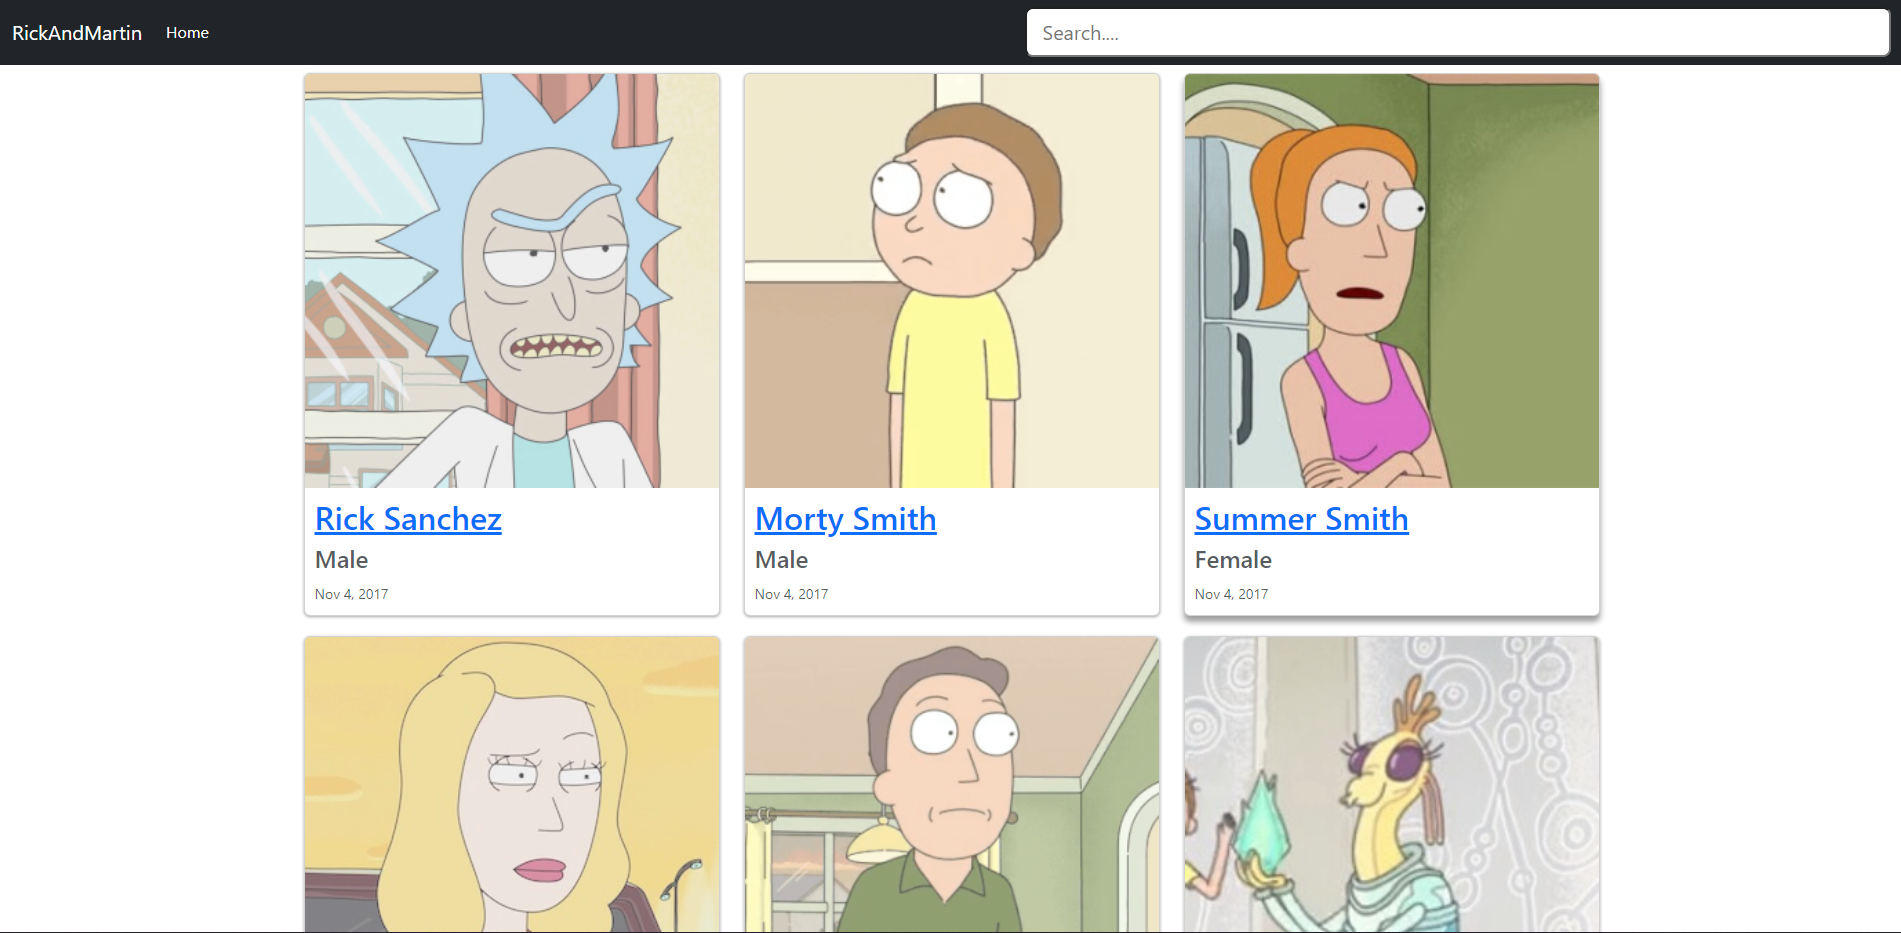 RickAndMartin Home Search....
Rick Sanchez
Male
Nov 4, 2017
Morty Smith
Male
Nov 4, 2017
Summer Smith
Female
Nov 4, 2017